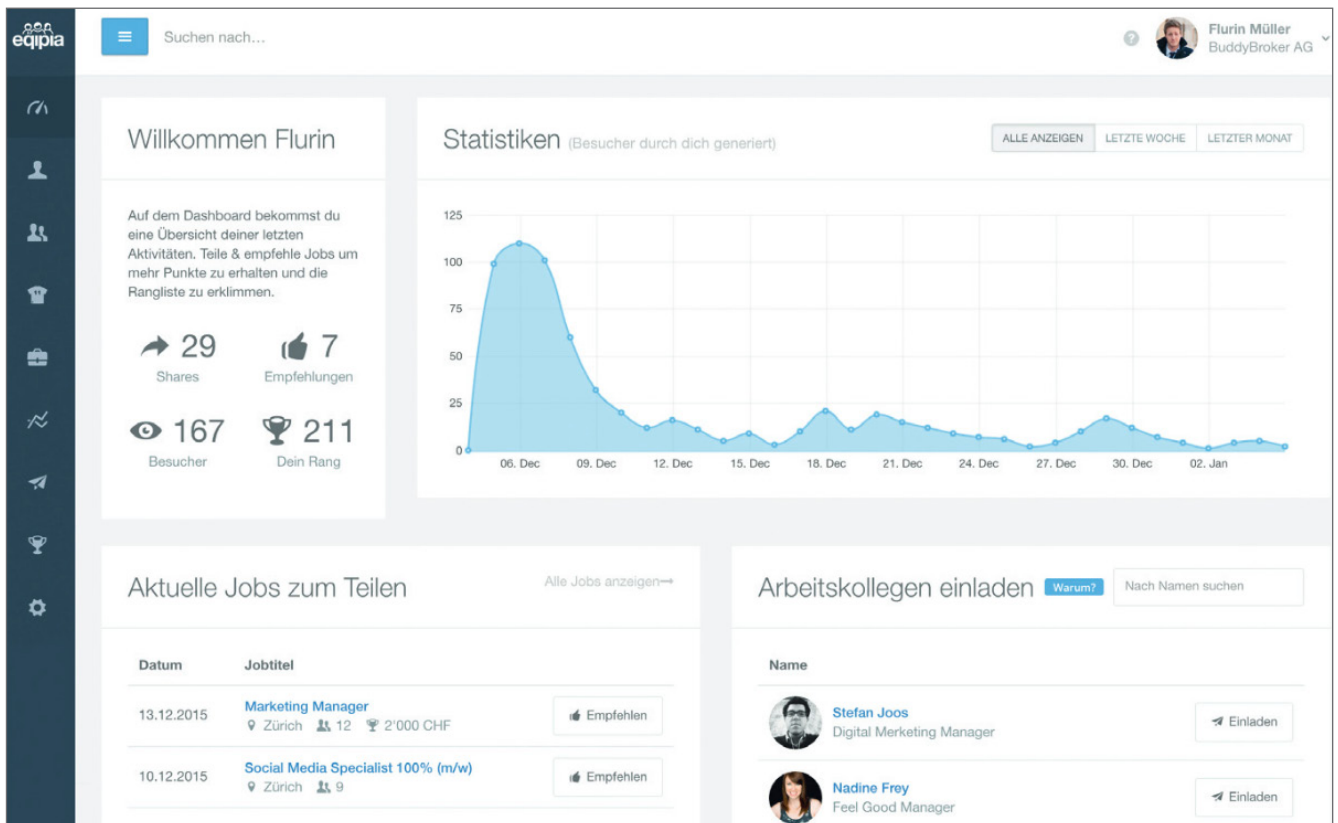 eqipia
Suchen nach...
Flurin Müller
BuddyBroker AG
Willkommen Flurin
Auf dem Dashboard bekommst du
eine Übersicht deiner letzten
Aktivitäten. Teile & empfehle Jobs um
mehr Punkte zu erhalten und die
Rangliste zu erklimmen.
29
Shares
7
Empfehlungen
167
Besucher
211
Dein Rang
Statistiken (Besucher durch dich generiert)
ALLE ANZEIGEN LETZTE WOCHE LETZTER MONAT
125
100
75
50
25
0
06. Dec 09. Dec 12. Dec 15. Dec 18. Dec 21. Dec 24. Dec 27. Dec 30. Dec 02. Jan
Aktuelle Jobs zum Teilen
Alle Jobs anzeigen→
Datum Jobtitel
13.12.2015
Marketing Manager
Zürich 12 2'000 CHF
Empfehlen
10.12.2015
Social Media Specialist 100% (m/w)
Zürich 9
Empfehlen
Arbeitskollegen einladen Warum?
Nach Namen suchen
Name
Stefan Joos
Digital Merketing Manager
Einladen
Nadine Frey
Feel Good Manager
Einladen